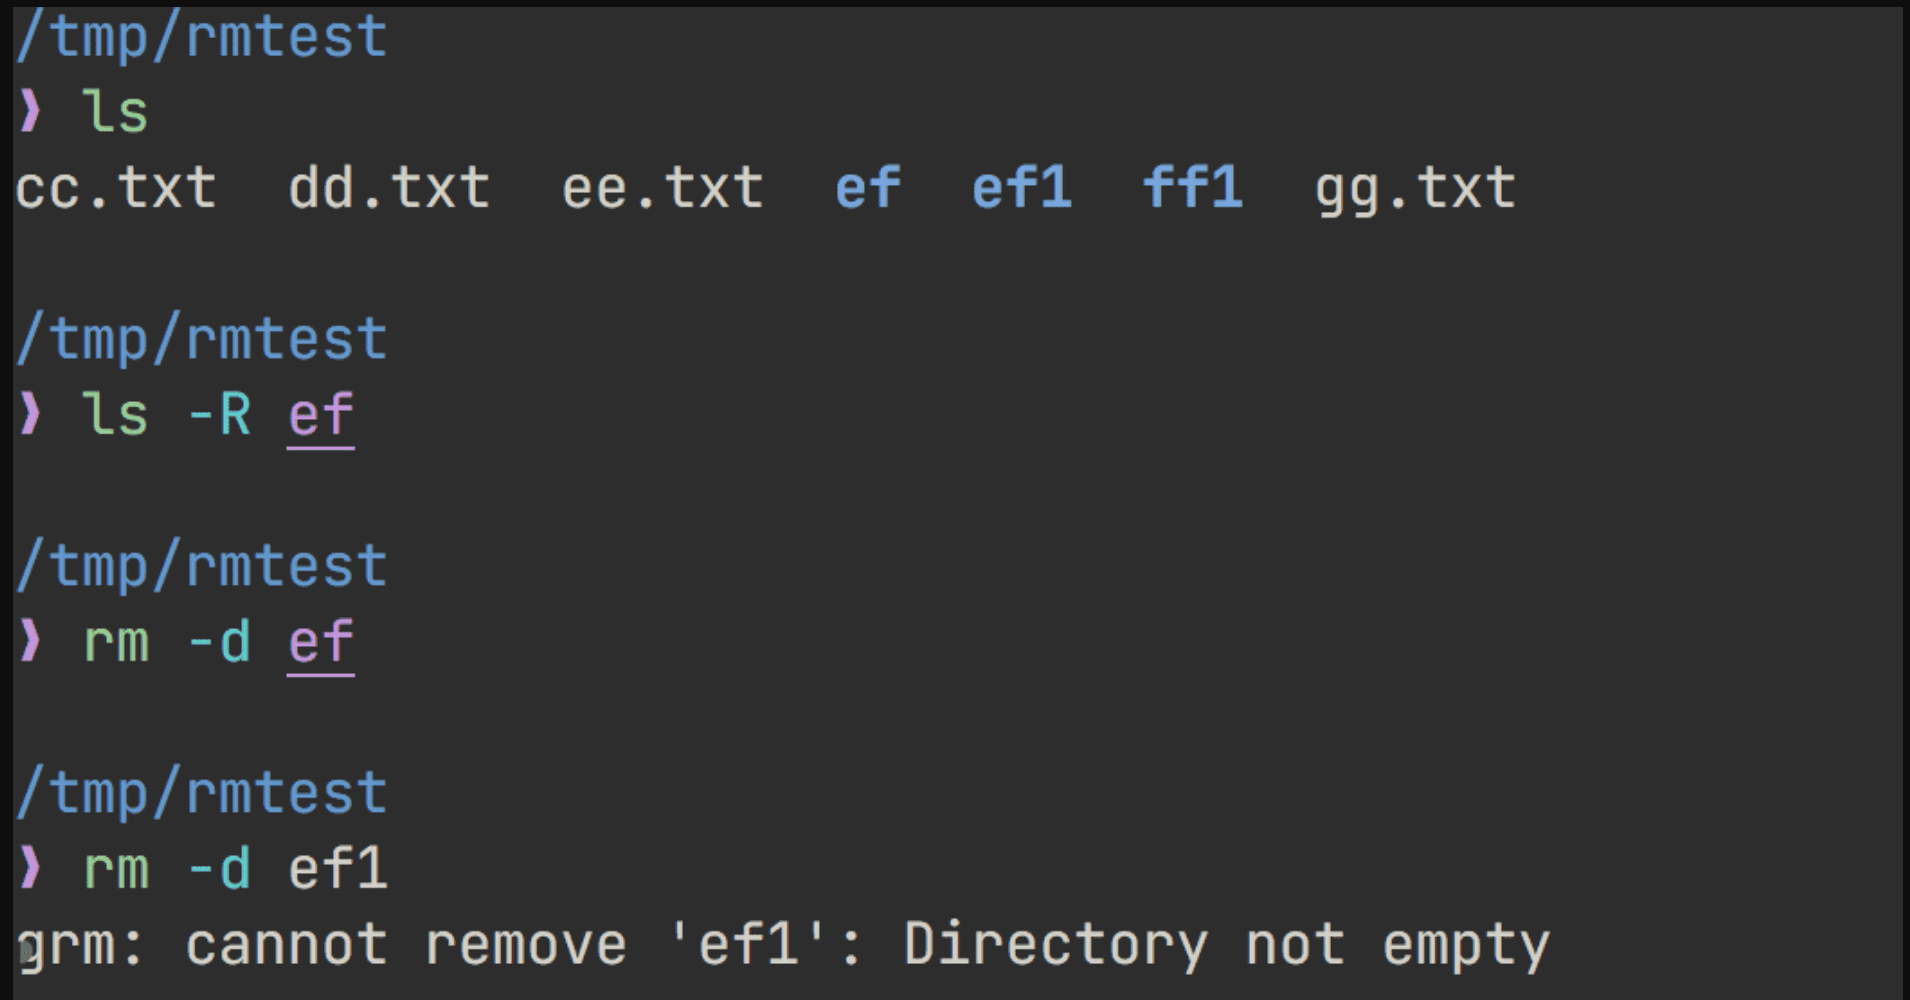 /tmp/rmtest
❯ ls
cc.txt  dd.txt  ee.txt  ef  ef1  ff1  gg.txt
/tmp/rmtest
❯ ls -R ef
/tmp/rmtest
❯ rm -d ef
/tmp/rmtest
❯ rm -d ef1
grm: cannot remove 'ef1': Directory not empty